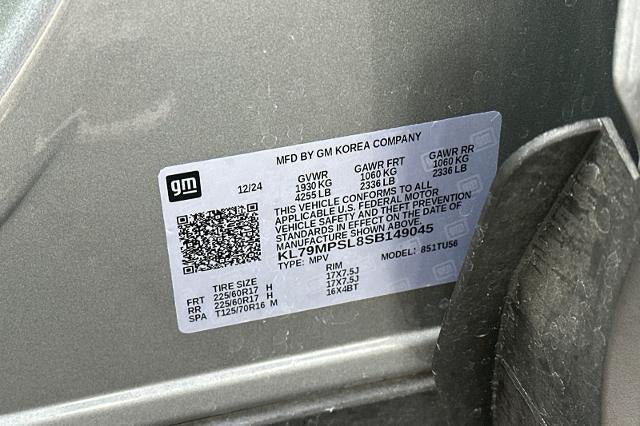 MFD BY GM KOREA COMPANY
gm
12/24
GVWR GAWR FRT GAWR RR
1930 KG 1060 KG 1060 KG
4255 LB 2336 LB 2336 LB
THIS VEHICLE CONFORMS TO ALL
APPLICABLE U.S. FEDERAL MOTOR
VEHICLE SAFETY AND THEFT PREVENTION
STANDARDS IN EFFECT ON THE DATE OF
MANUFACTURE SHOWN ABOVE.
KL79MPSL8SB149045
TYPE: MPV MODEL: 851TU56
TIRE SIZE RIM
FRT 225/60R17 H 17X7.5J
RR 225/60R17 H 17X7.5J
SPA T125/70R16 M 16X4BT